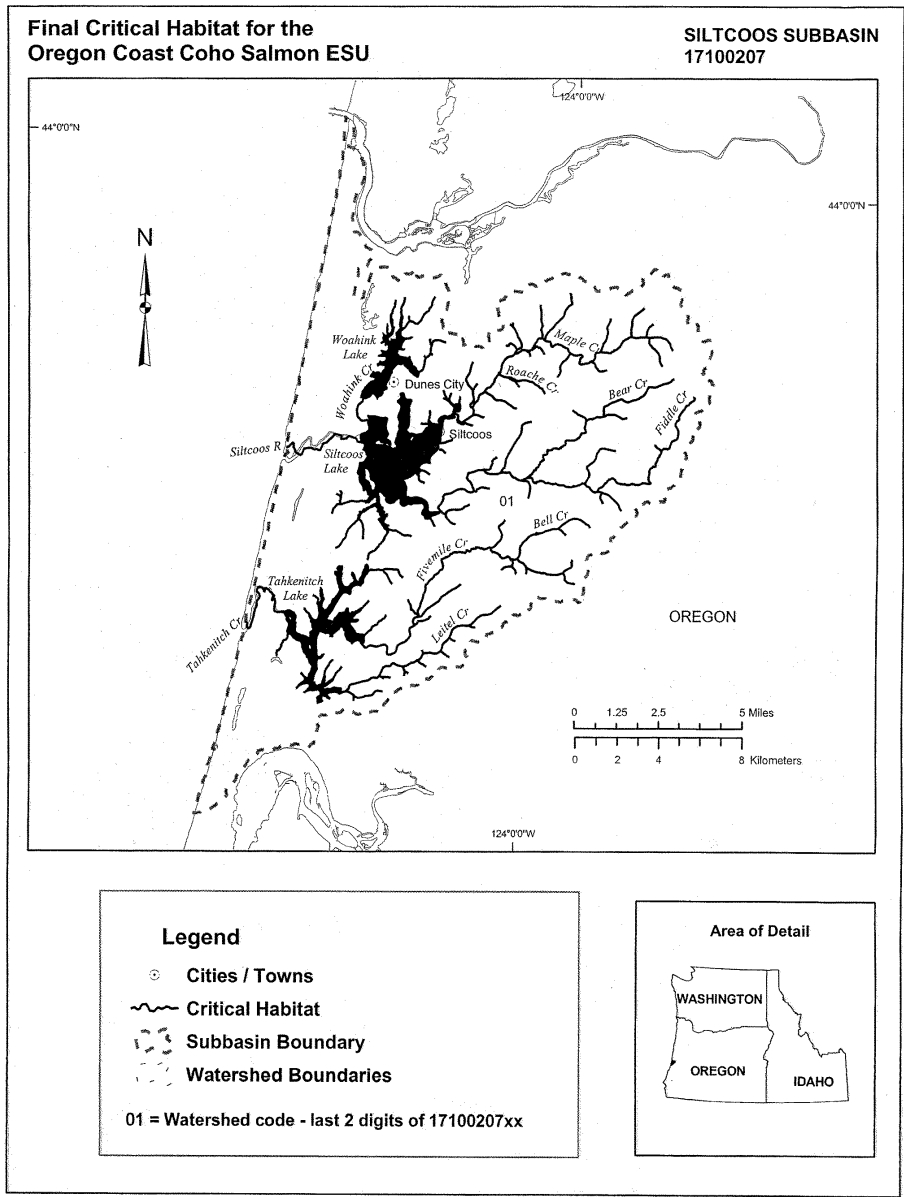 Final Critical Habitat for the
Oregon Coast Coho Salmon ESU
SILTCOOS SUBBASIN
17100207
124°0'0"W
44°0'0"N
44°0'0"N
N
Woahink
Lake
Maple Cr
Woahink Cr
Dunes City
Roache Cr
Bear Cr
Fiddle Cr
Siltcoos R
Siltcoos
Lake
Siltcoos
01
Bell Cr
Fivemile Cr
Tahkenitch
Lake
Leitel Cr
Tahkenitch Cr
OREGON
0 1.25 2.5 5 Miles
0 2 4 8 Kilometers
124°0'0"W
Legend
Cities / Towns
Critical Habitat
Subbasin Boundary
Watershed Boundaries
01 = Watershed code - last 2 digits of 17100207xx
Area of Detail
WASHINGTON
OREGON
IDAHO